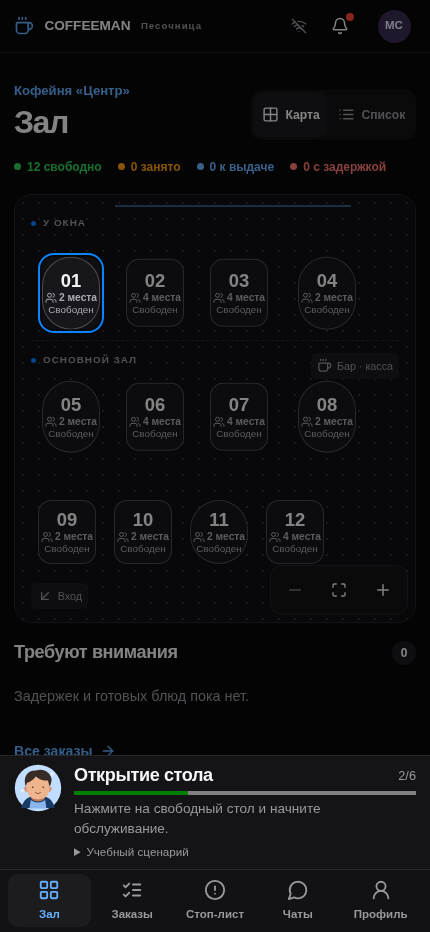 COFFEEMAN Песочница MC
Кофейня «Центр»
Зал
Карта Список
12 свободно 0 занято 0 к выдаче 0 с задержкой
У ОКНА
01 02 03 04
2 места 4 места 4 места 2 места
Свободен Свободен Свободен Свободен
ОСНОВНОЙ ЗАЛ
Бар · касса
05 06 07 08
2 места 4 места 4 места 2 места
Свободен Свободен Свободен Свободен
09 10 11 12
2 места 2 места 2 места 4 места
Свободен Свободен Свободен Свободен
Вход
Требуют внимания 0
Задержек и готовых блюд пока нет.
Все заказы
Открытие стола 2/6
Нажмите на свободный стол и начните
обслуживание.
Учебный сценарий
Зал Заказы Стоп-лист Чаты Профиль